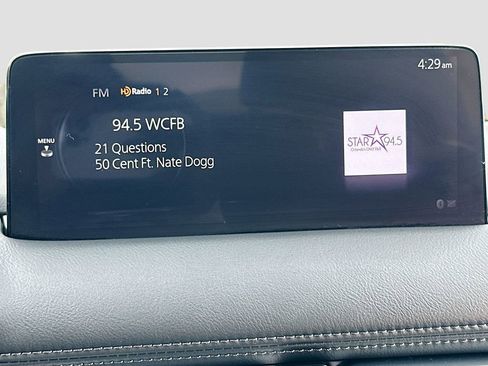 4:29 am
FM HD Radio 1 2
94.5 WCFB
MENU
21 Questions
50 Cent Ft. Nate Dogg
STAR 94.5